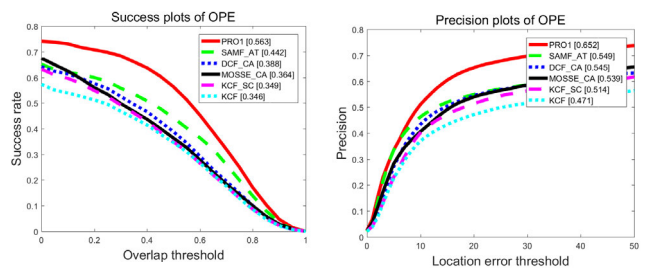 Success plots of OPE
PRO1 [0.563]
SAMF_AT [0.442]
DCF_CA [0.388]
MOSSE_CA [0.364]
KCF_SC [0.349]
KCF [0.346]
Success rate
0.8
0.7
0.6
0.5
0.4
0.3
0.2
0.1
0
0 0.2 0.4 0.6 0.8 1
Overlap threshold
Precision plots of OPE
PRO1 [0.652]
SAMF_AT [0.549]
DCF_CA [0.545]
MOSSE_CA [0.539]
KCF_SC [0.514]
KCF [0.471]
Precision
0.8
0.7
0.6
0.5
0.4
0.3
0.2
0.1
0
0 10 20 30 40 50
Location error threshold